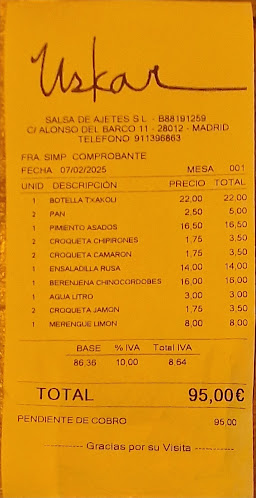 Uskar
SALSA DE AJETES S L - B88191259
C/ ALONSO DEL BARCO 11 - 28012 - MADRID
TELEFONO 911396863
FRA SIMP COMPROBANTE
FECHA 07/02/2025 MESA 001
UNID DESCRIPCIÓN PRECIO TOTAL
1 BOTELLA TXAKOLI 22,00 22,00
2 PAN 2,50 5,00
1 PIMIENTO ASADOS 16,50 16,50
2 CROQUETA CHIPIRONES 1,75 3,50
2 CROQUETA CAMARON 1,75 3,50
1 ENSALADILLA RUSA 14,00 14,00
1 BERENJENA CHINOCORDOBES 16,00 16,00
1 AGUA LITRO 3,00 3,00
2 CROQUETA JAMON 1,75 3,50
1 MERENGUE LIMON 8,00 8,00
BASE % IVA Total IVA
86,36 10,00 8,64
TOTAL 95,00€
PENDIENTE DE COBRO 95,00
---------- Gracias por su Visita ----------